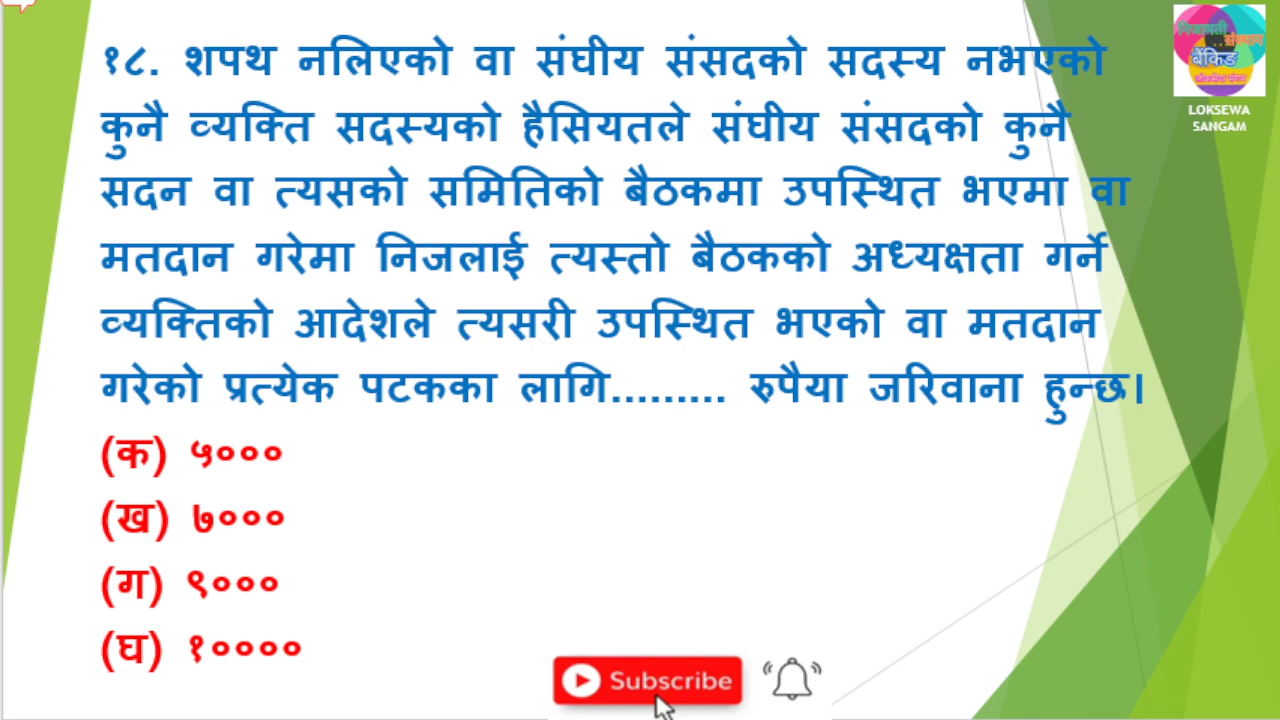 १८. शपथ नलिएको वा संघीय संसदको सदस्य नभएको
कुनै व्यक्ति सदस्यको हैसियतले संघीय संसदको कुनै
सदन वा त्यसको समितिको बैठकमा उपस्थित भएमा वा
मतदान गरेमा निजलाई त्यस्तो बैठकको अध्यक्षता गर्ने
व्यक्तिको आदेशले त्यसरी उपस्थित भएको वा मतदान
गरेको प्रत्येक पटकका लागि......... रुपैया जरिवाना हुन्छ।
(क) ५०००
(ख) ७०००
(ग) ९०००
(घ) १००००
बैंकिङ
LOKSEWA
SANGAM
Subscribe